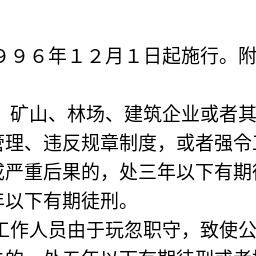 ９９６年１２月１日起施行。附
、矿山、林场、建筑企业或者其
管理、违反规章制度，或者强令工
成严重后果的，处三年以下有期徒
年以下有期徒刑。
工作人员由于玩忽职守，致使公